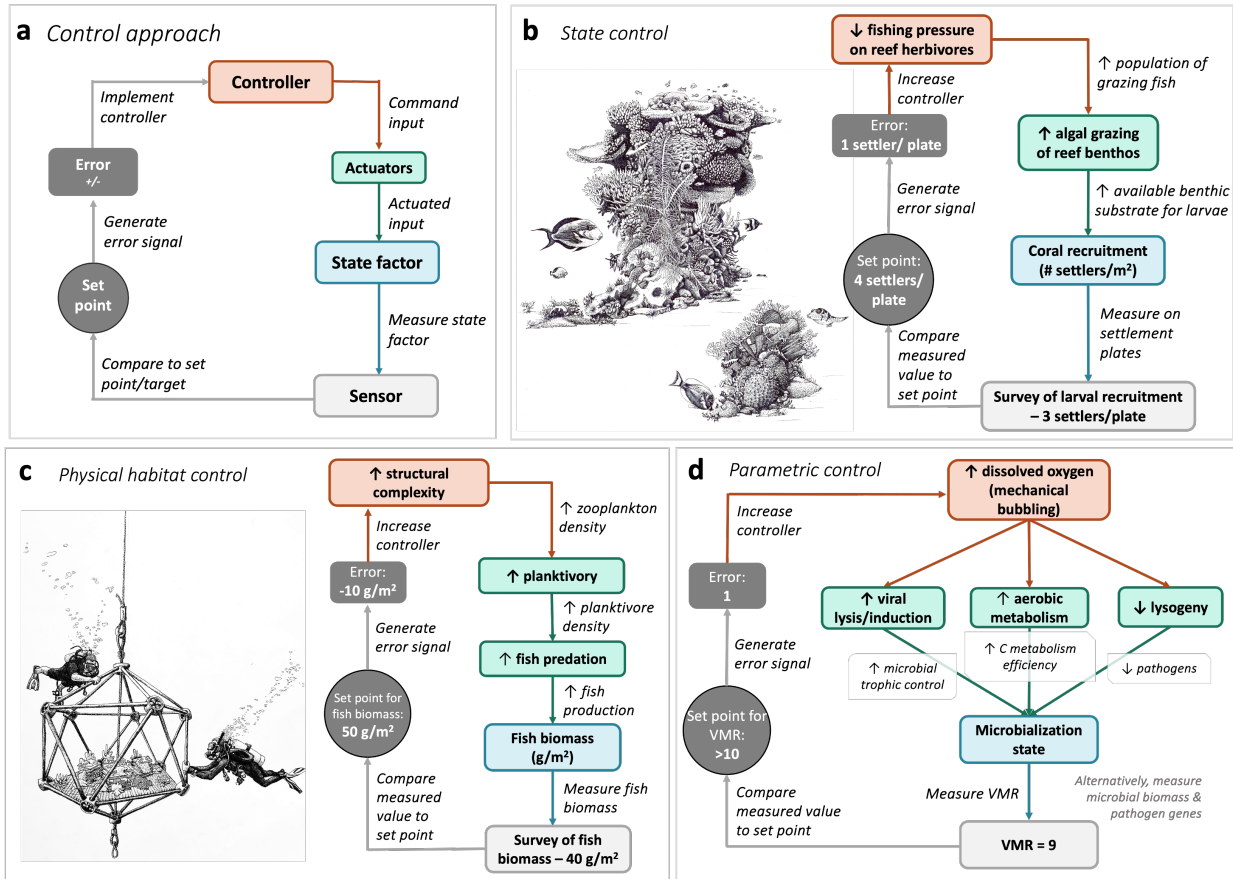 a Control approach
Controller
Implement
controller
Command
input
Error
+/-
Actuators
Generate
error signal
Actuated
input
Set
point
State factor
Measure state
factor
Compare to set
point/target
Sensor
b State control
↓ fishing pressure
on reef herbivores
Increase
controller
↑ population of
grazing fish
Error:
1 settler/ plate
↑ algal grazing
of reef benthos
Generate
error signal
↑ available benthic
substrate for larvae
Set point:
4 settlers/
plate
Coral recruitment
(# settlers/m²)
Compare
measured
value to
set point
Measure on
settlement
plates
Survey of larval recruitment
– 3 settlers/plate
c Physical habitat control
↑ structural
complexity
Increase
controller
↑ zooplankton
density
Error:
-10 g/m²
↑ planktivory
↑ planktivore
density
Generate
error signal
↑ fish predation
↑ fish
production
Set point for
fish biomass:
50 g/m²
Fish biomass
(g/m²)
Compare
measured
value to
set point
Measure fish
biomass
Survey of fish
biomass – 40 g/m²
d Parametric control
↑ dissolved oxygen
(mechanical
bubbling)
Increase
controller
Error:
1
↑ viral
lysis/induction
↑ aerobic
metabolism
↓ lysogeny
Generate
error signal
↑ microbial
trophic control
↑ C metabolism
efficiency
↓ pathogens
Set point for
VMR:
>10
Microbialization
state
Compare
measured value
to set point
Measure VMR
Alternatively, measure
microbial biomass &
pathogen genes
VMR = 9